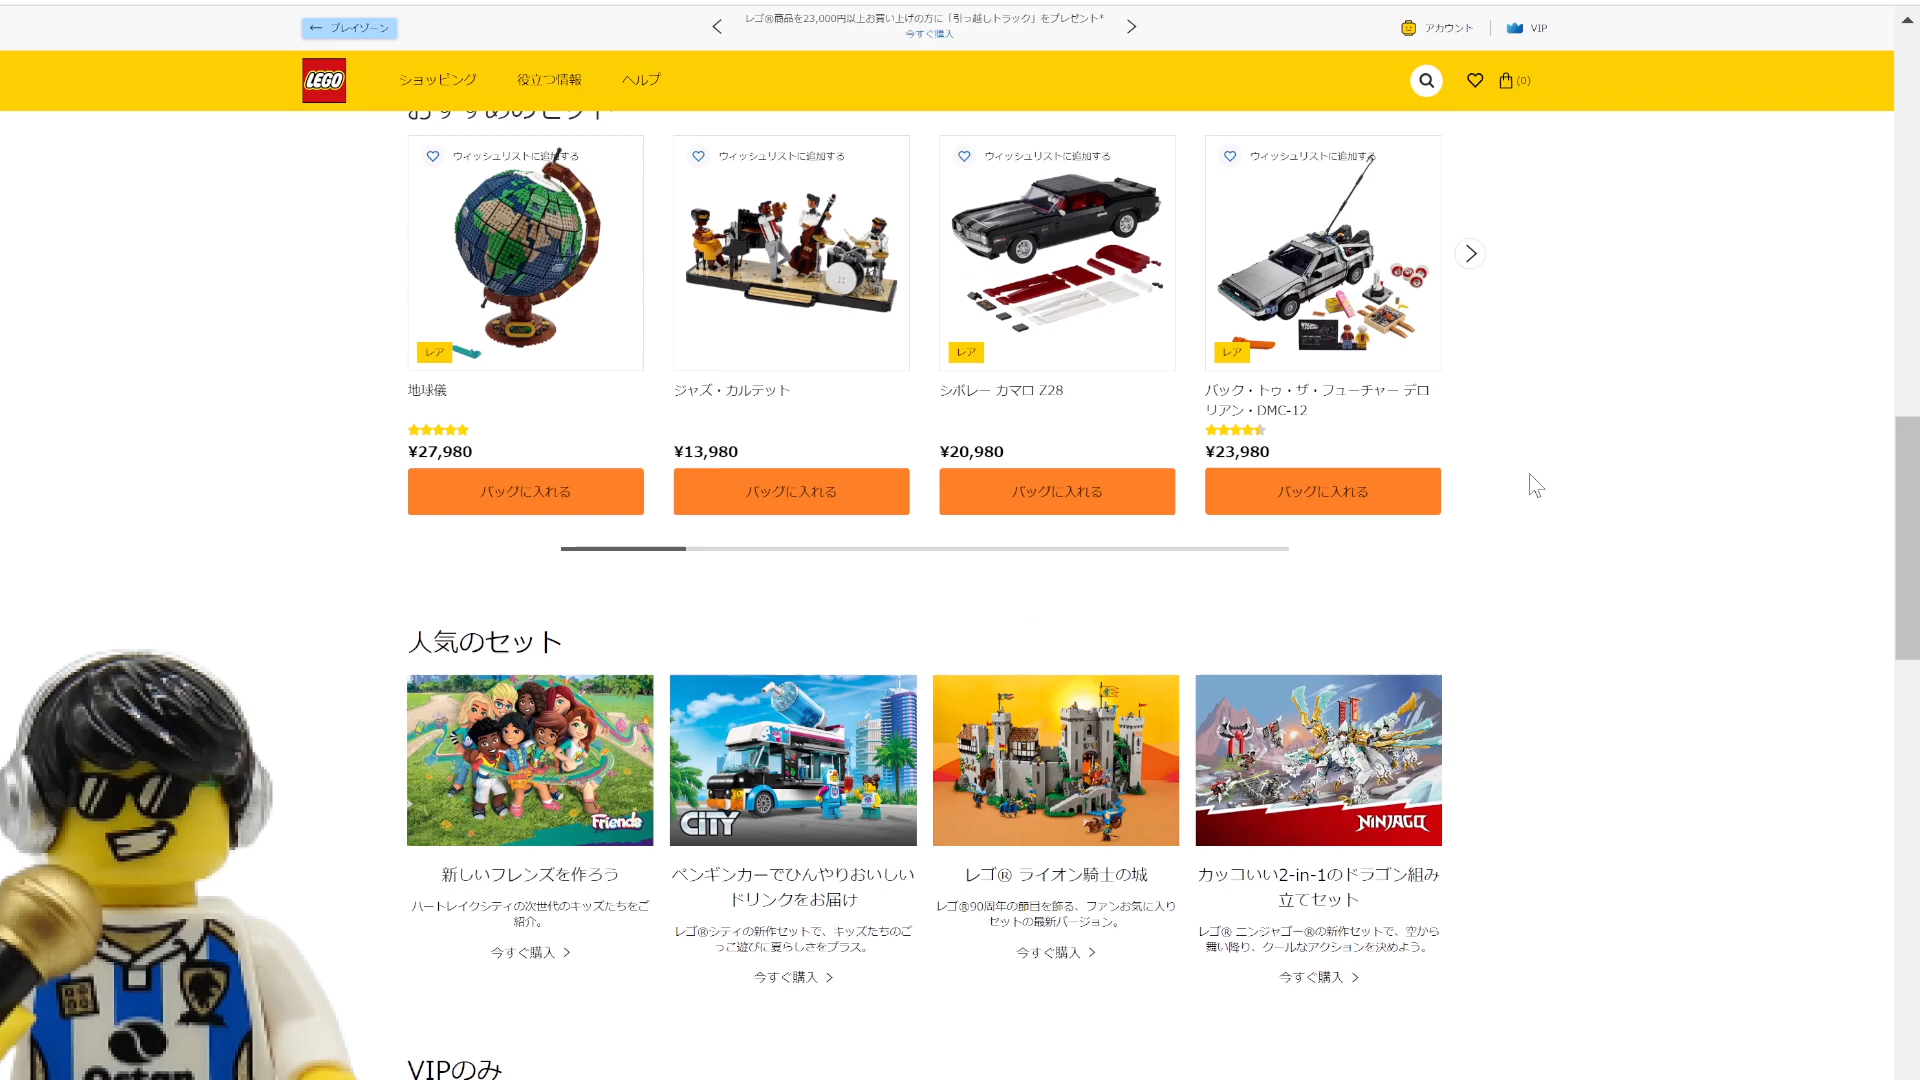 ← プレイゾーン
レゴ®商品を23,000円以上お買い上げの方に「引っ越しトラック」をプレゼント*
今すぐ購入
アカウント
VIP
LEGO
ショッピング
役立つ情報
ヘルプ
(0)
おすすめのセット
ウィッシュリストに追加する
ウィッシュリストに追加する
ウィッシュリストに追加する
ウィッシュリストに追加する
レア
レア
レア
地球儀
ジャズ・カルテット
シボレー カマロ Z28
バック・トゥ・ザ・フューチャー デロ
リアン・DMC-12
¥27,980
¥13,980
¥20,980
¥23,980
バッグに入れる
バッグに入れる
バッグに入れる
バッグに入れる
人気のセット
Friends
CITY
NINJAGO
新しいフレンズを作ろう
ハートレイクシティの次世代のキッズたちをご
紹介。
今すぐ購入
ペンギンカーでひんやりおいしい
ドリンクをお届け
レゴ®シティの新作セットで、キッズたちのご
っこ遊びに夏らしさをプラス。
今すぐ購入
レゴ® ライオン騎士の城
レゴ®90周年の節目を飾る、ファンお気に入り
セットの最新バージョン。
今すぐ購入
カッコいい2-in-1のドラゴン組み
立てセット
レゴ® ニンジャゴー®の新作セットで、空から
舞い降り、クールなアクションを決めよう。
今すぐ購入
VIPのみ
Octan